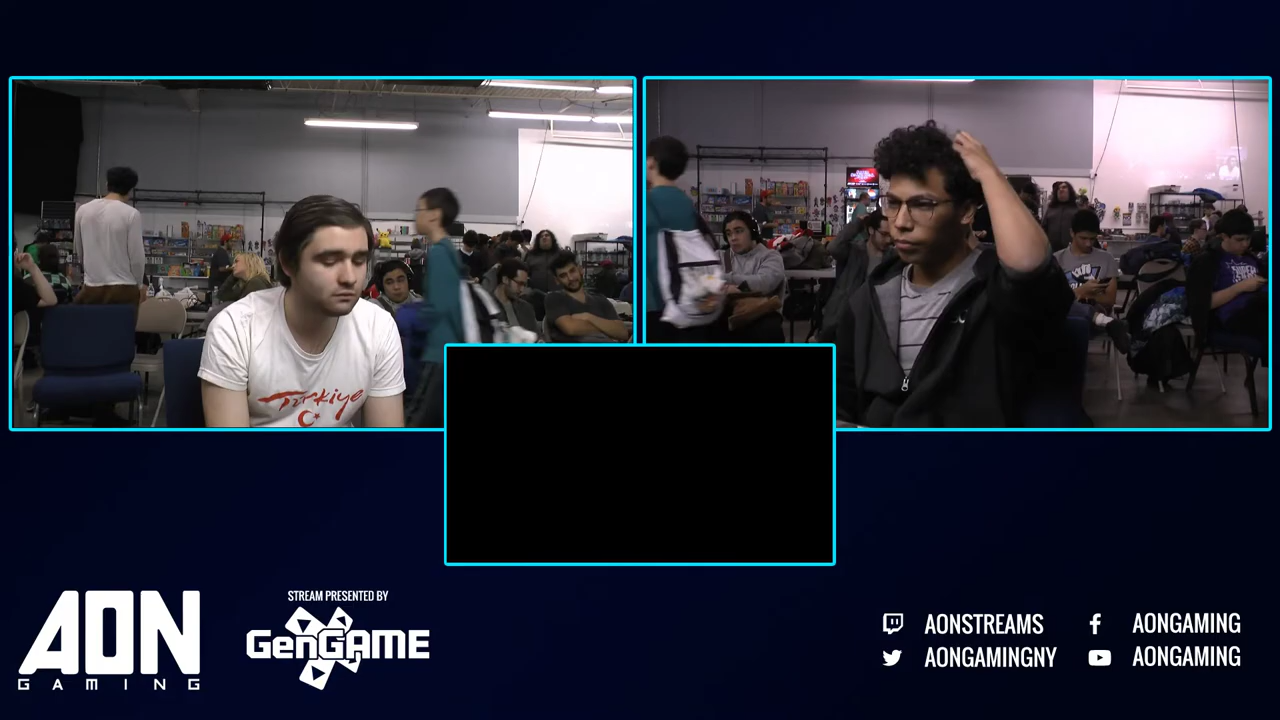 Türkiye
AON
GAMING
STREAM PRESENTED BY
GenGAME
AONSTREAMS
AONGAMING
AONGAMINGNY
AONGAMING